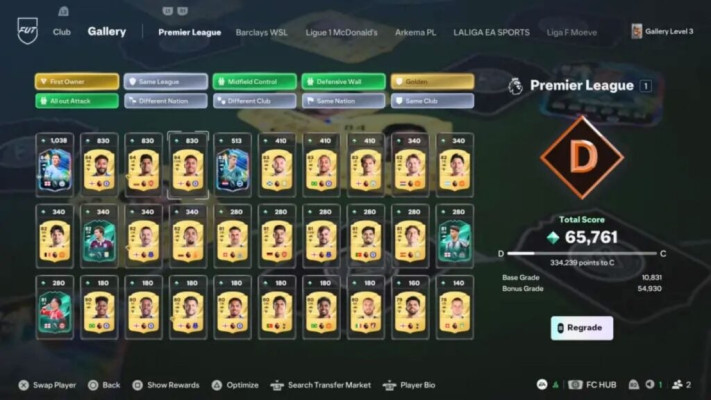 L2 R2
FUT Club Gallery Premier League Barclays WSL Ligue 1 McDonald's Arkema PL LALIGA EA SPORTS Liga F Moeve Gallery Level 3
First Owner Same League Midfield Control Defensive Wall Golden
All out Attack Different Nation Different Club Same Nation Same Club
Premier League 1
D
1,038 830 830 830 513 410 410 410 340 340
340 340 340 340 280 280 280 280 280 280
280 180 180 180 180 180 180 180 160 140
Total Score
65,761
D C
334,239 points to C
Base Grade 10,831
Bonus Grade 54,930
Regrade
Swap Player Back Show Rewards Optimize Search Transfer Market Player Bio EA FC HUB R2 1 2